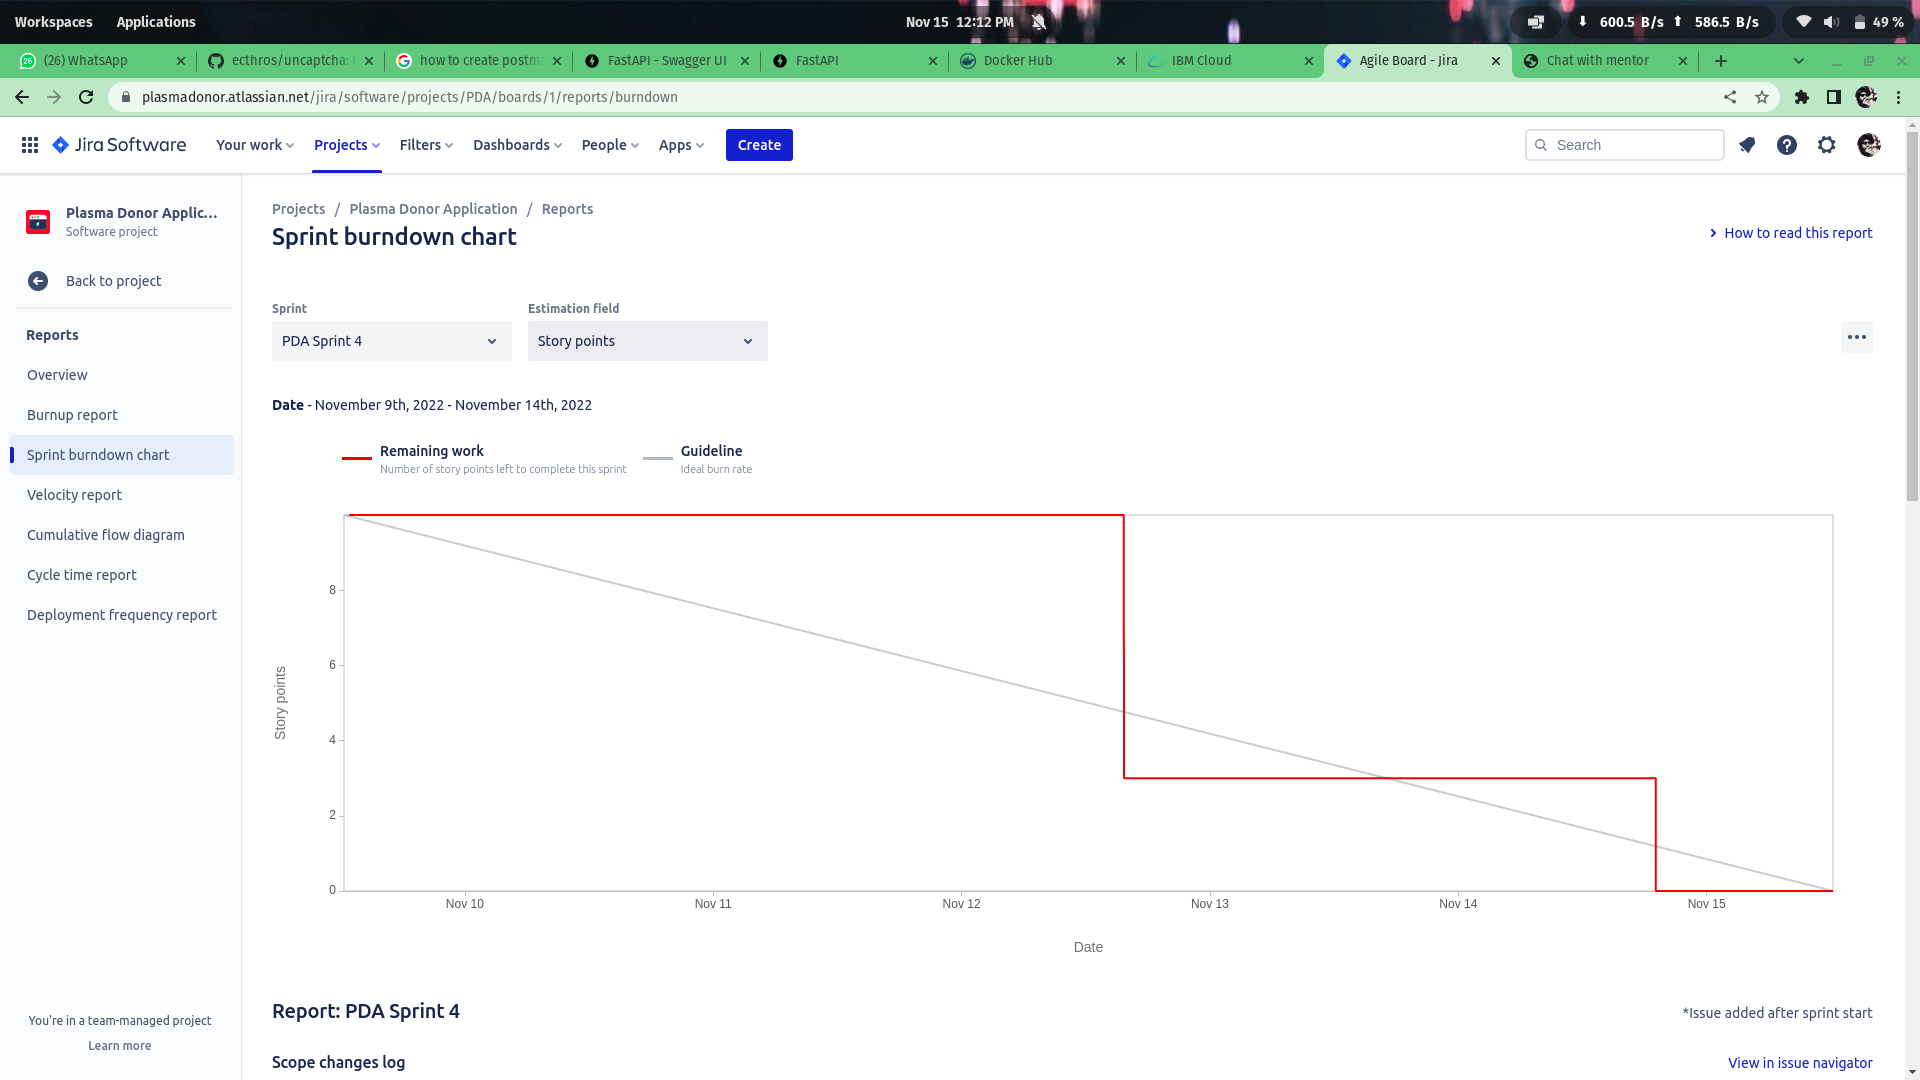 Workspaces Applications Nov 15 12:12 PM 600.5 B/s 586.5 B/s 49 %
(26) WhatsApp ecthros/uncaptcha: how to create postm FastAPI - Swagger UI FastAPI Docker Hub IBM Cloud Agile Board - Jira Chat with mentor
plasmadonor.atlassian.net/jira/software/projects/PDA/boards/1/reports/burndown
Jira Software Your work Projects Filters Dashboards People Apps Create Search
Plasma Donor Applic...
Software project
Back to project
Reports
Overview
Burnup report
Sprint burndown chart
Velocity report
Cumulative flow diagram
Cycle time report
Deployment frequency report
You're in a team-managed project
Learn more
Projects / Plasma Donor Application / Reports
Sprint burndown chart
How to read this report
Sprint Estimation field
PDA Sprint 4 Story points
Date - November 9th, 2022 - November 14th, 2022
Remaining work Guideline
Number of story points left to complete this sprint Ideal burn rate
8
6
4
2
0
Story points
Nov 10 Nov 11 Nov 12 Nov 13 Nov 14 Nov 15
Date
Report: PDA Sprint 4
*Issue added after sprint start
Scope changes log
View in issue navigator